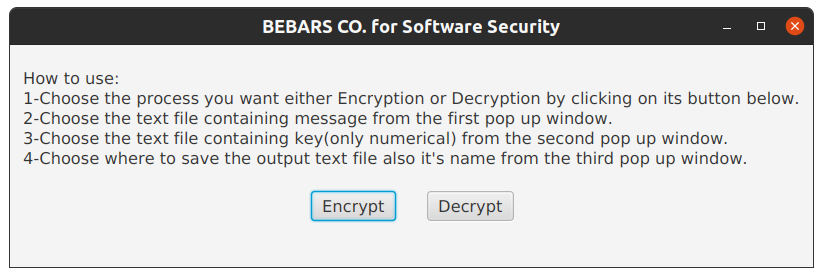 BEBARS CO. for Software Security
How to use:
1-Choose the process you want either Encryption or Decryption by clicking on its button below.
2-Choose the text file containing message from the first pop up window.
3-Choose the text file containing key(only numerical) from the second pop up window.
4-Choose where to save the output text file also it's name from the third pop up window.
Encrypt Decrypt